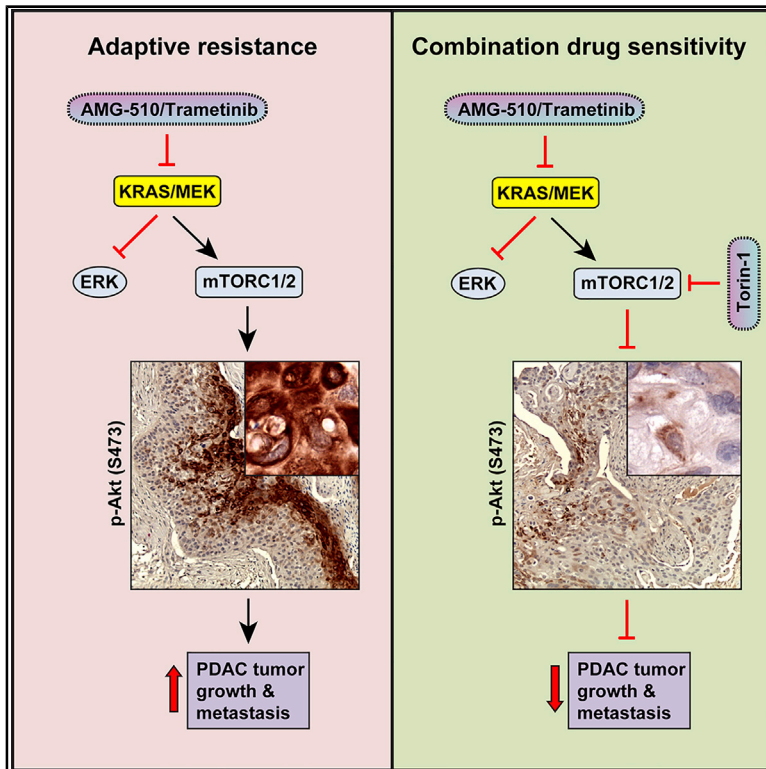 Adaptive resistance
AMG-510/Trametinib
KRAS/MEK
ERK
mTORC1/2
p-Akt (S473)
PDAC tumor
growth &
metastasis
Combination drug sensitivity
AMG-510/Trametinib
KRAS/MEK
ERK
mTORC1/2
Torin-1
p-Akt (S473)
PDAC tumor
growth &
metastasis